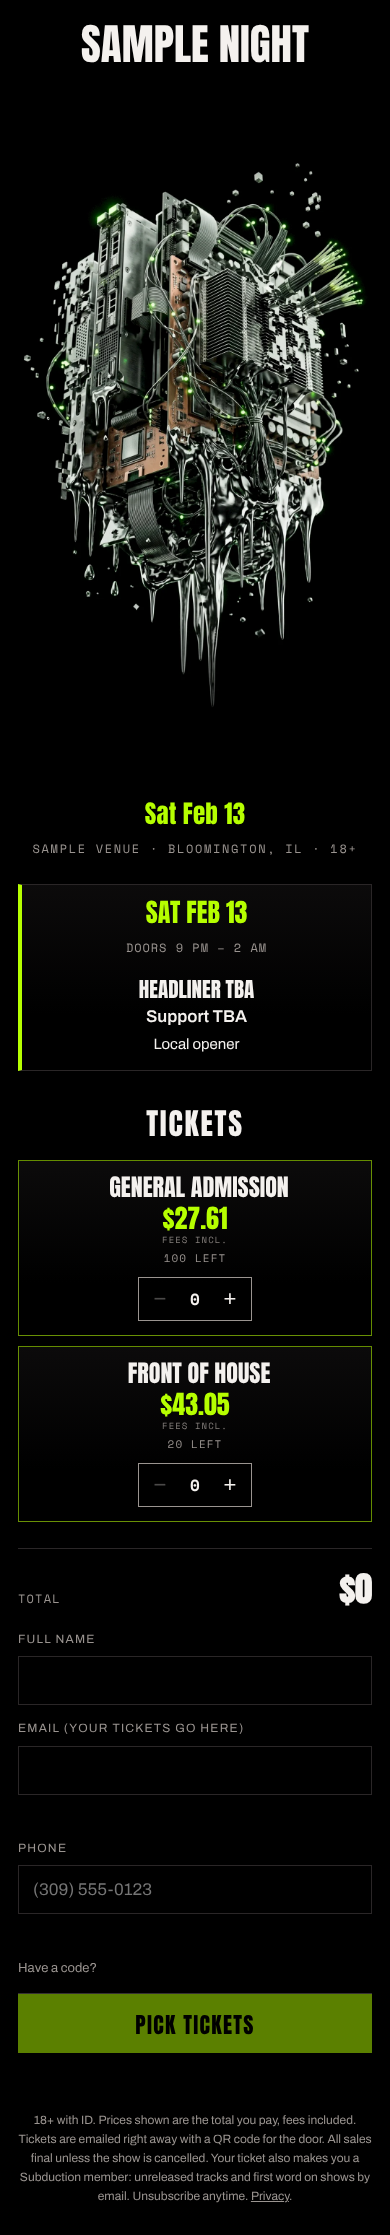 SAMPLE NIGHT
Sat Feb 13
SAMPLE VENUE · BLOOMINGTON, IL · 18+
SAT FEB 13
DOORS 9 PM – 2 AM
HEADLINER TBA
Support TBA
Local opener
TICKETS
GENERAL ADMISSION
$27.61
FEES INCL.
100 LEFT
− 0 +
FRONT OF HOUSE
$43.05
FEES INCL.
20 LEFT
− 0 +
TOTAL $0
FULL NAME
EMAIL (YOUR TICKETS GO HERE)
PHONE
(309) 555-0123
Have a code?
PICK TICKETS
18+ with ID. Prices shown are the total you pay, fees included.
Tickets are emailed right away with a QR code for the door. All sales
final unless the show is cancelled. Your ticket also makes you a
Subduction member: unreleased tracks and first word on shows by
email. Unsubscribe anytime. Privacy.